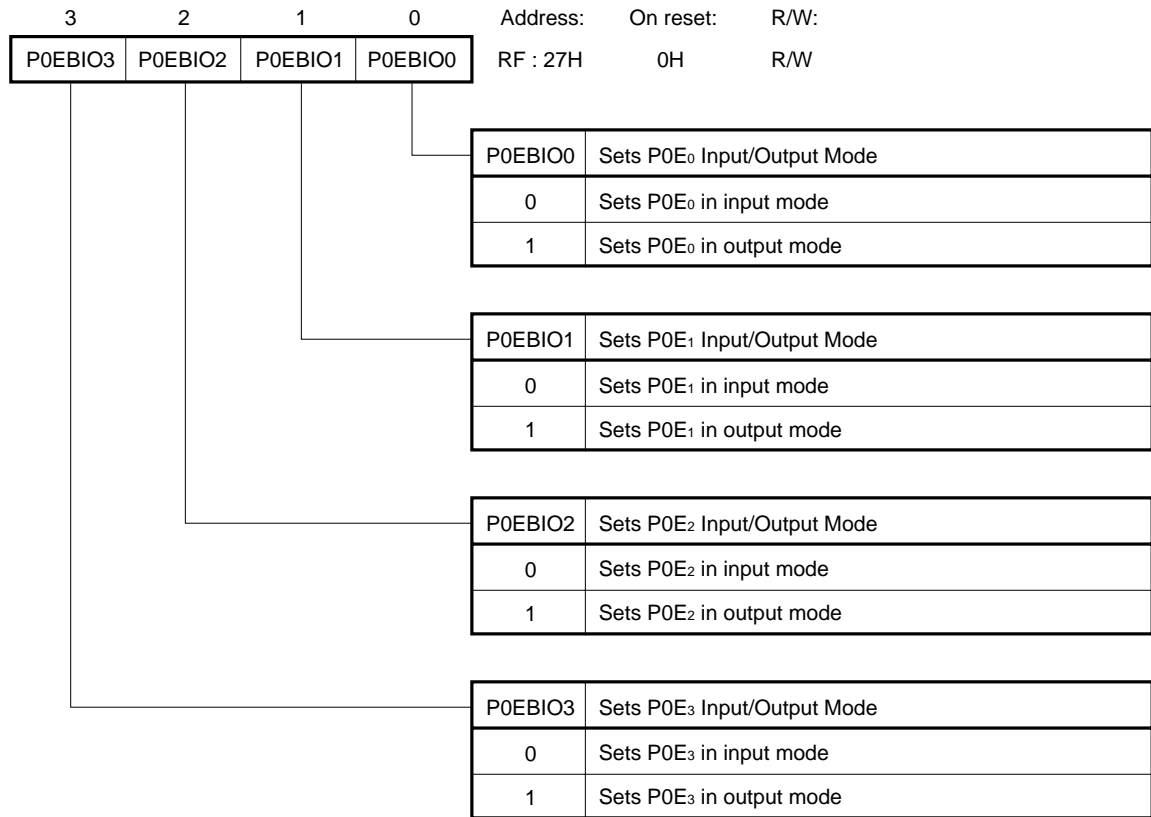 3 2 1 0 Address: On reset: R/W:
P0EBIO3 P0EBIO2 P0EBIO1 P0EBIO0 RF : 27H 0H R/W
P0EBIO0 Sets P0E₀ Input/Output Mode
0 Sets P0E₀ in input mode
1 Sets P0E₀ in output mode
P0EBIO1 Sets P0E₁ Input/Output Mode
0 Sets P0E₁ in input mode
1 Sets P0E₁ in output mode
P0EBIO2 Sets P0E₂ Input/Output Mode
0 Sets P0E₂ in input mode
1 Sets P0E₂ in output mode
P0EBIO3 Sets P0E₃ Input/Output Mode
0 Sets P0E₃ in input mode
1 Sets P0E₃ in output mode